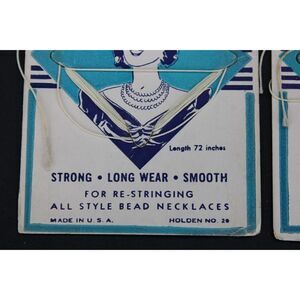 Length 72 inches
STRONG • LONG WEAR • SMOOTH
FOR RE-STRINGING
ALL STYLE BEAD NECKLACES
MADE IN U.S.A. HOLDEN NO. 29